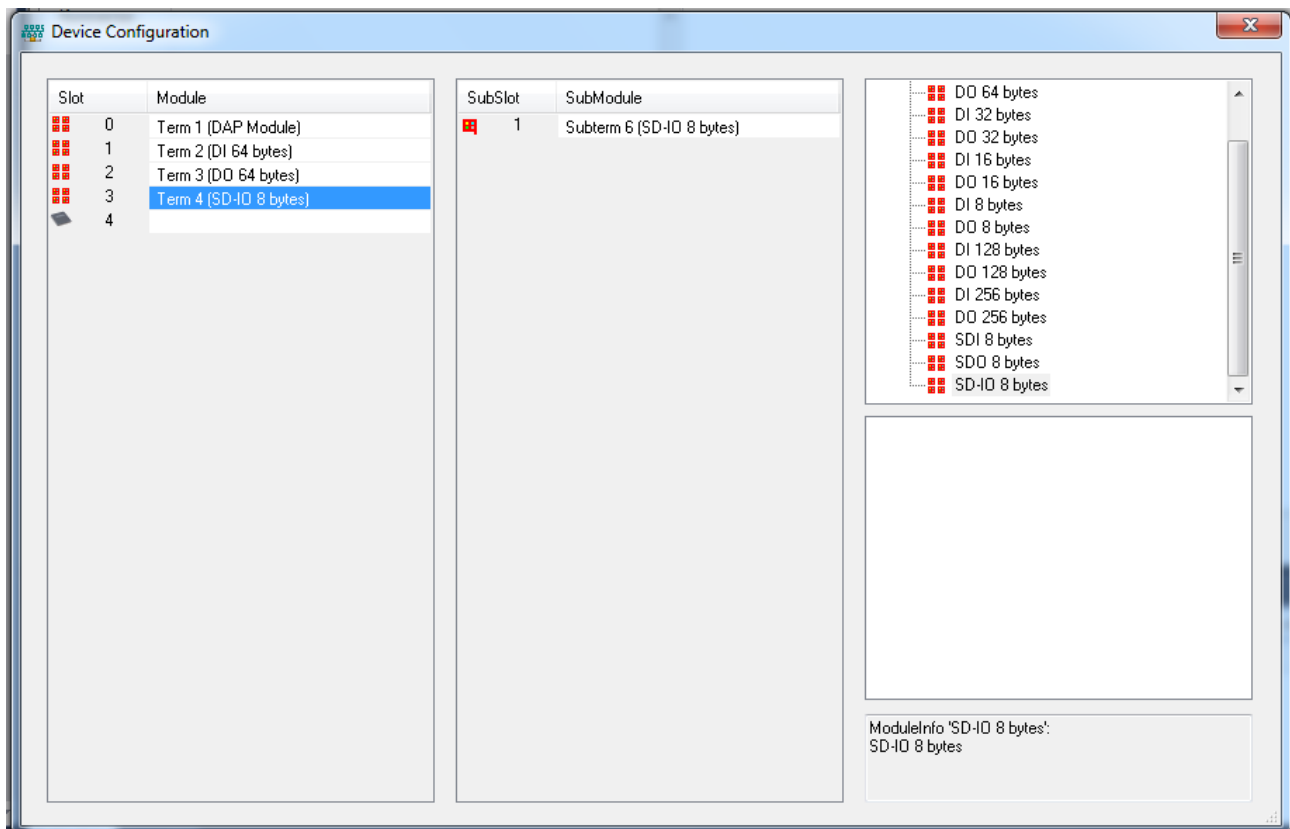 Device Configuration
Slot Module
0 Term 1 (DAP Module)
1 Term 2 (DI 64 bytes)
2 Term 3 (DO 64 bytes)
3 Term 4 (SD-IO 8 bytes)
4
SubSlot SubModule
1 Subterm 6 (SD-IO 8 bytes)
DO 64 bytes
DI 32 bytes
DO 32 bytes
DI 16 bytes
DO 16 bytes
DI 8 bytes
DO 8 bytes
DI 128 bytes
DO 128 bytes
DI 256 bytes
DO 256 bytes
SDI 8 bytes
SDO 8 bytes
SD-IO 8 bytes
ModuleInfo 'SD-IO 8 bytes':
SD-IO 8 bytes